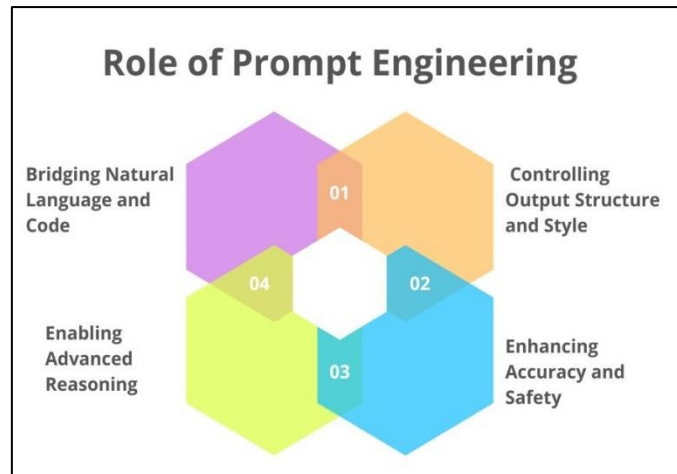 Role of Prompt Engineering
Bridging Natural
Language and
Code
01
Controlling
Output Structure
and Style
04
02
Enabling
Advanced
Reasoning
03
Enhancing
Accuracy and
Safety